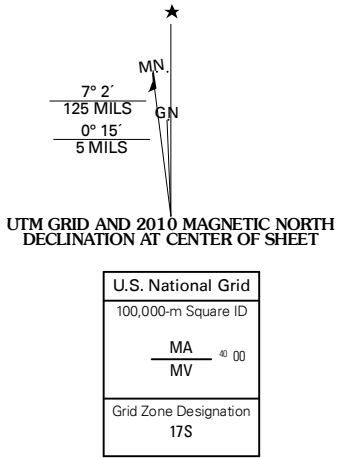 ★
MN
7° 2´
125 MILS
GN
0° 15´
5 MILS
UTM GRID AND 2010 MAGNETIC NORTH
DECLINATION AT CENTER OF SHEET
U.S. National Grid
100,000-m Square ID
MA
40 00
MV
Grid Zone Designation
17S